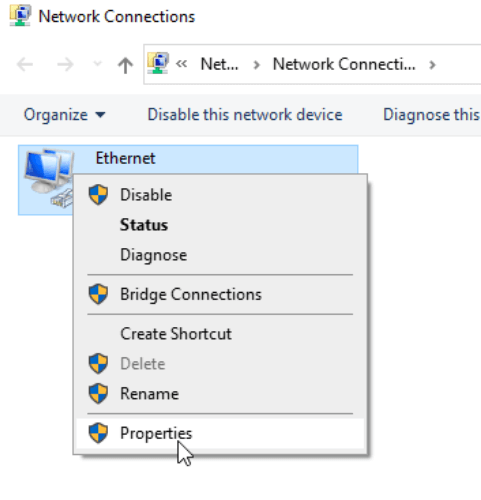 Network Connections
« Net... › Network Connecti... ›
Organize Disable this network device Diagnose this
Ethernet
Disable
Status
Diagnose
Bridge Connections
Create Shortcut
Delete
Rename
Properties